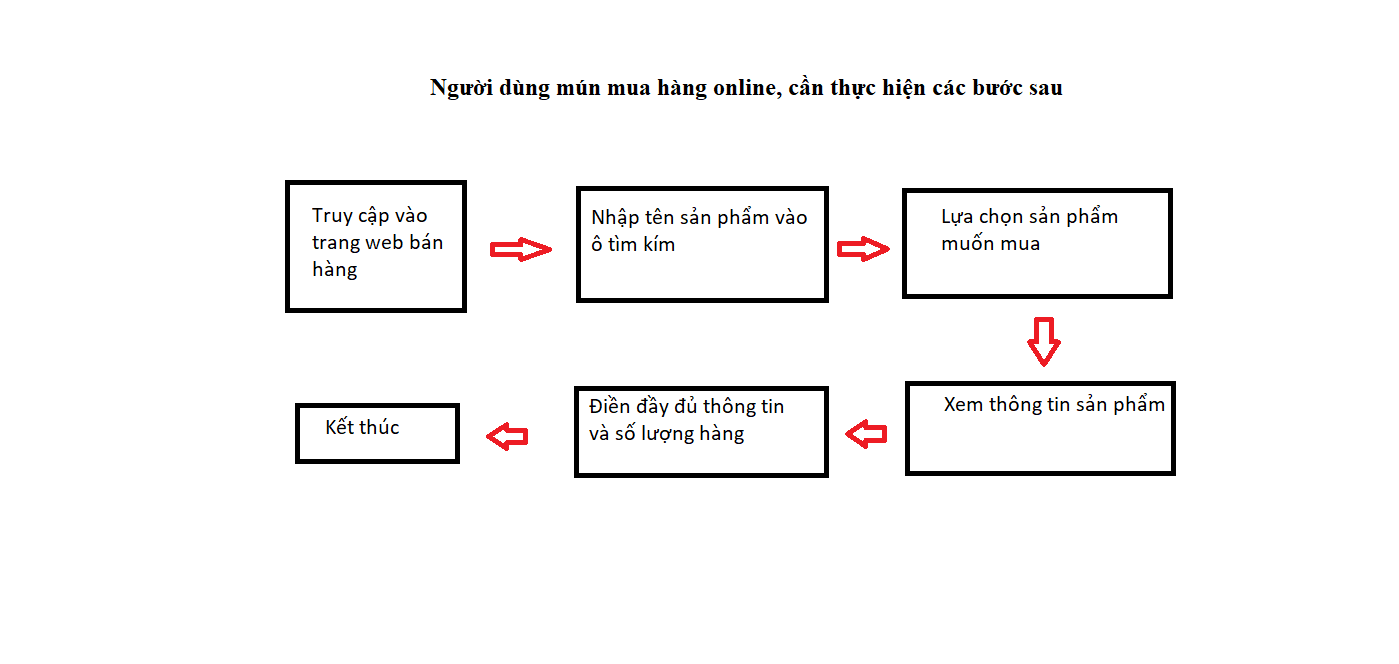 Người dùng mún mua hàng online, cần thực hiện các bước sau
Truy cập vào
trang web bán
hàng
Nhập tên sản phẩm vào
ô tìm kím
Lựa chọn sản phẩm
muốn mua
Xem thông tin sản phẩm
Điền đầy đủ thông tin
và số lượng hàng
Kết thúc